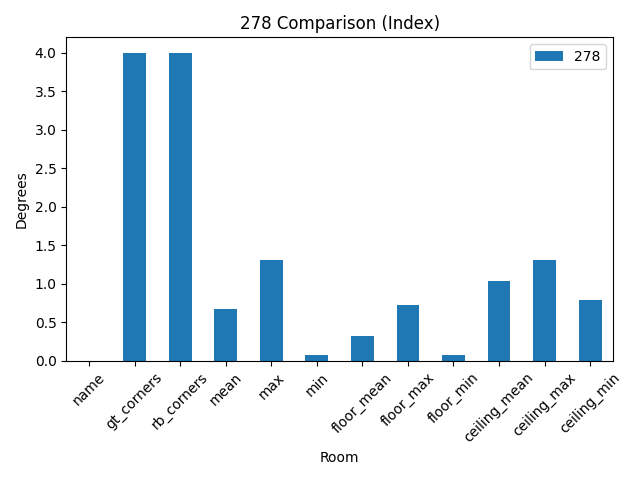 278 Comparison (Index)
278
Degrees
4.0
3.5
3.0
2.5
2.0
1.5
1.0
0.5
0.0
name
gt_corners
rb_corners
mean
max
min
floor_mean
floor_max
floor_min
ceiling_mean
ceiling_max
ceiling_min
Room